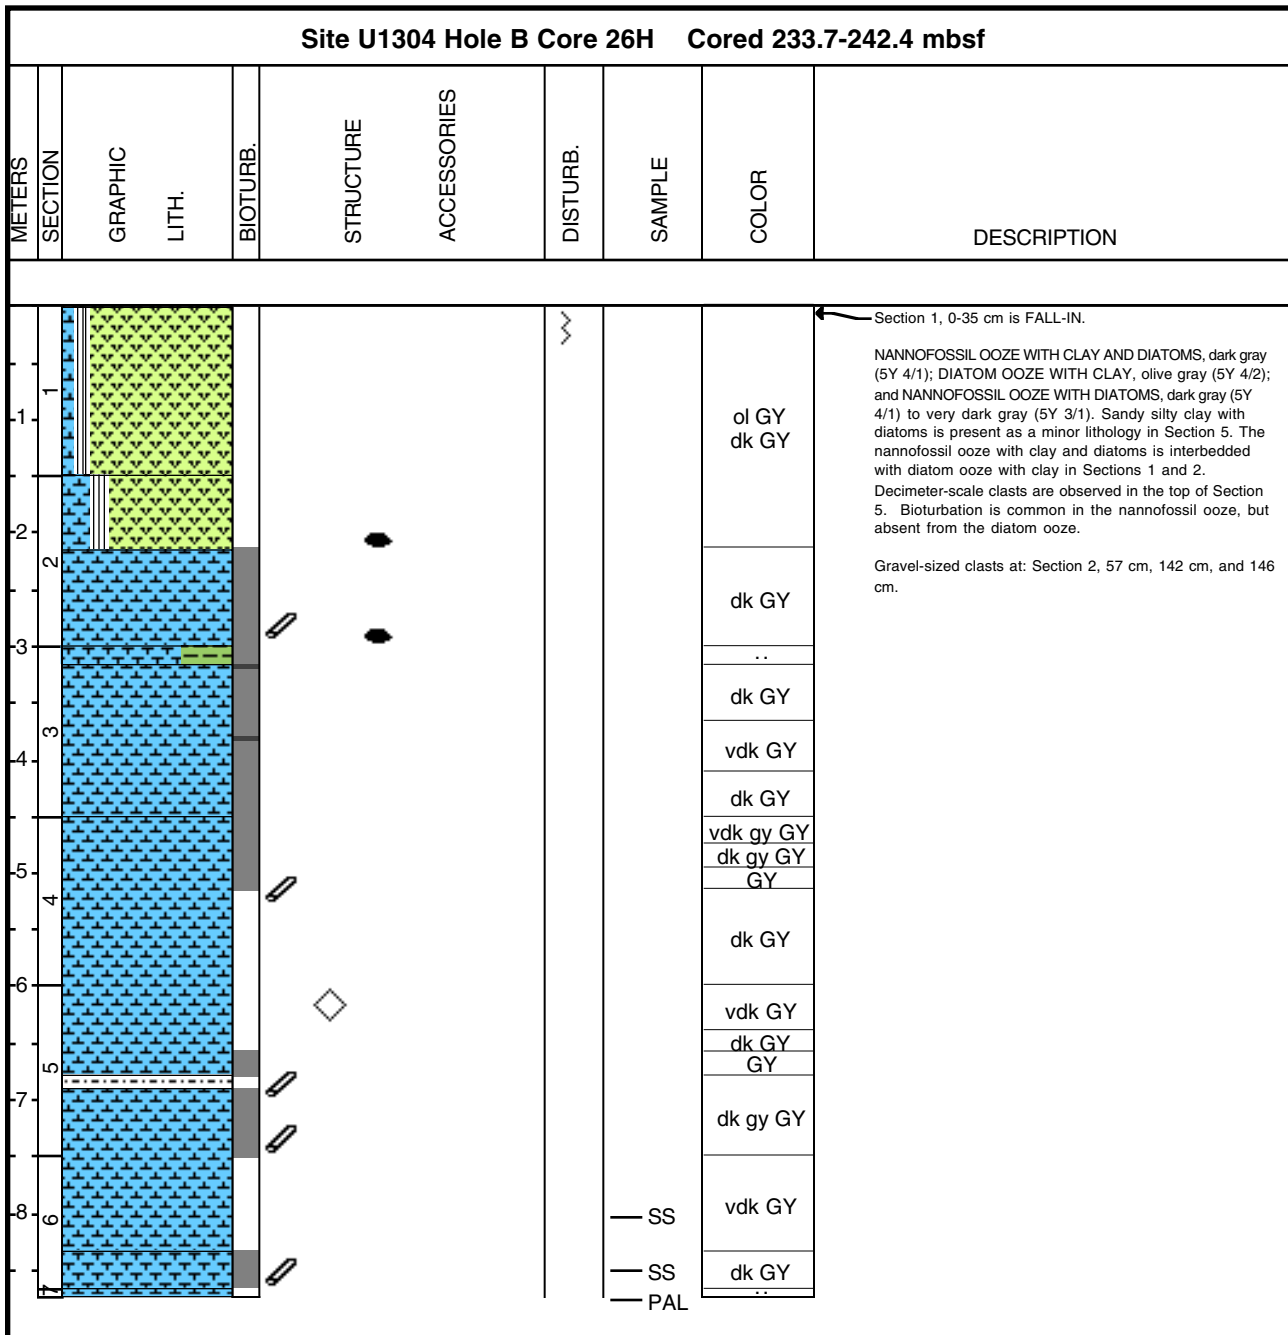 Site U1304 Hole B Core 26H Cored 233.7-242.4 mbsf
METERS
SECTION
GRAPHIC
LITH.
BIOTURB.
STRUCTURE
ACCESSORIES
DISTURB.
SAMPLE
COLOR
DESCRIPTION
1
2
3
4
5
6
7
8
1
2
3
4
5
6
7
SS
SS
PAL
ol GY
dk GY
dk GY
..
dk GY
vdk GY
dk GY
vdk gy GY
dk gy GY
GY
dk GY
vdk GY
dk GY
GY
dk gy GY
vdk GY
dk GY
..
Section 1, 0-35 cm is FALL-IN.
NANNOFOSSIL OOZE WITH CLAY AND DIATOMS, dark gray
(5Y 4/1); DIATOM OOZE WITH CLAY, olive gray (5Y 4/2);
and NANNOFOSSIL OOZE WITH DIATOMS, dark gray (5Y
4/1) to very dark gray (5Y 3/1). Sandy silty clay with
diatoms is present as a minor lithology in Section 5. The
nannofossil ooze with clay and diatoms is interbedded
with diatom ooze with clay in Sections 1 and 2.
Decimeter-scale clasts are observed in the top of Section
5. Bioturbation is common in the nannofossil ooze, but
absent from the diatom ooze.
Gravel-sized clasts at: Section 2, 57 cm, 142 cm, and 146
cm.